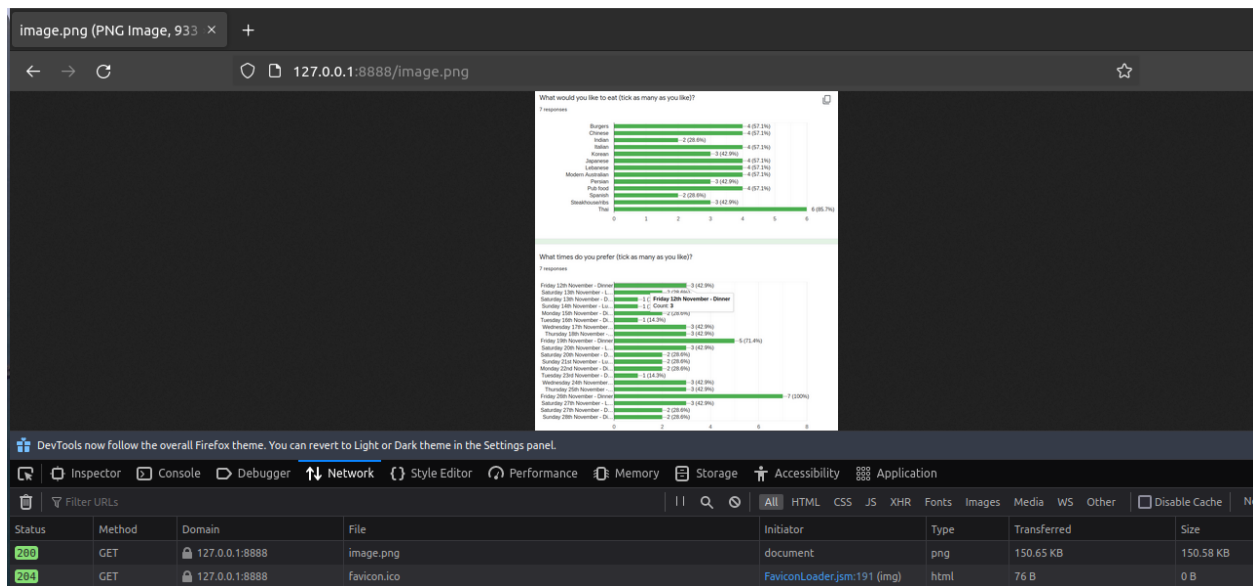 image.png (PNG Image, 933
127.0.0.1:8888/image.png
What would you like to eat (tick as many as you like)?
7 responses
Burgers 4 (57.1%)
Chinese 4 (57.1%)
Indian 2 (28.6%)
Italian 4 (57.1%)
Korean 3 (42.9%)
Japanese 4 (57.1%)
Lebanese 4 (57.1%)
Modern Australian 4 (57.1%)
Persian 3 (42.9%)
Pub food 4 (57.1%)
Spanish 2 (28.6%)
Steakhouse/ribs 3 (42.9%)
Thai 6 (85.7%)
0 1 2 3 4 5 6
What times do you prefer (tick as many as you like)?
7 responses
Friday 12th November - Dinner 3 (42.9%)
Saturday 13th November - L... 2 (28.6%)
Saturday 13th November - D... 1 ( Friday 12th November - Dinner
Sunday 14th November - Lu... 1 ( Count: 3
Monday 15th November - Di... 2 (28.6%)
Tuesday 16th November - Di... 1 (14.3%)
Wednesday 17th November... 3 (42.9%)
Thursday 18th November -... 3 (42.9%)
Friday 19th November - Dinner 5 (71.4%)
Saturday 20th November - L... 3 (42.9%)
Saturday 20th November - D... 2 (28.6%)
Sunday 21st November - Lu... 2 (28.6%)
Monday 22nd November - Di... 2 (28.6%)
Tuesday 23rd November - D... 1 (14.3%)
Wednesday 24th November... 3 (42.9%)
Thursday 25th November -... 3 (42.9%)
Friday 26th November - Dinner 7 (100%)
Saturday 27th November - L... 3 (42.9%)
Saturday 27th November - D... 2 (28.6%)
Sunday 28th November - Di... 2 (28.6%)
0 2 4 6 8
DevTools now follow the overall Firefox theme. You can revert to Light or Dark theme in the Settings panel.
Inspector Console Debugger Network Style Editor Performance Memory Storage Accessibility Application
Filter URLs All HTML CSS JS XHR Fonts Images Media WS Other Disable Cache
Status Method Domain File Initiator Type Transferred Size
200 GET 127.0.0.1:8888 image.png document png 150.65 KB 150.58 KB
204 GET 127.0.0.1:8888 favicon.ico FaviconLoader.jsm:191 (img) html 76 B 0 B